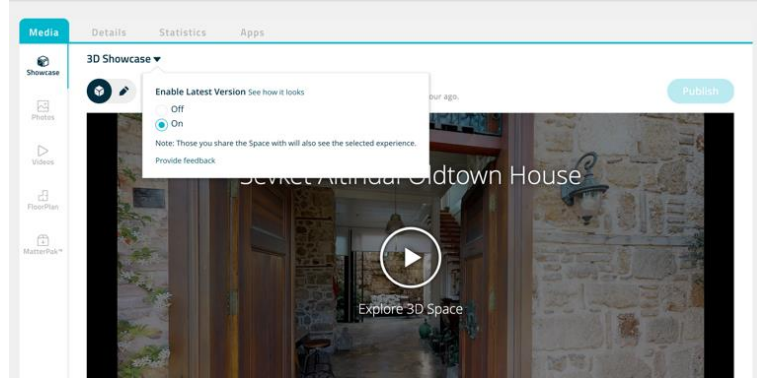 Media
Details
Statistics
Apps
Showcase
Photos
Videos
FloorPlan
MatterPak™
3D Showcase
Enable Latest Version See how it looks
Off
On
Note: Those you share the Space with will also see the selected experience.
Provide feedback
our ago.
Publish
Oldtown House
Explore 3D Space